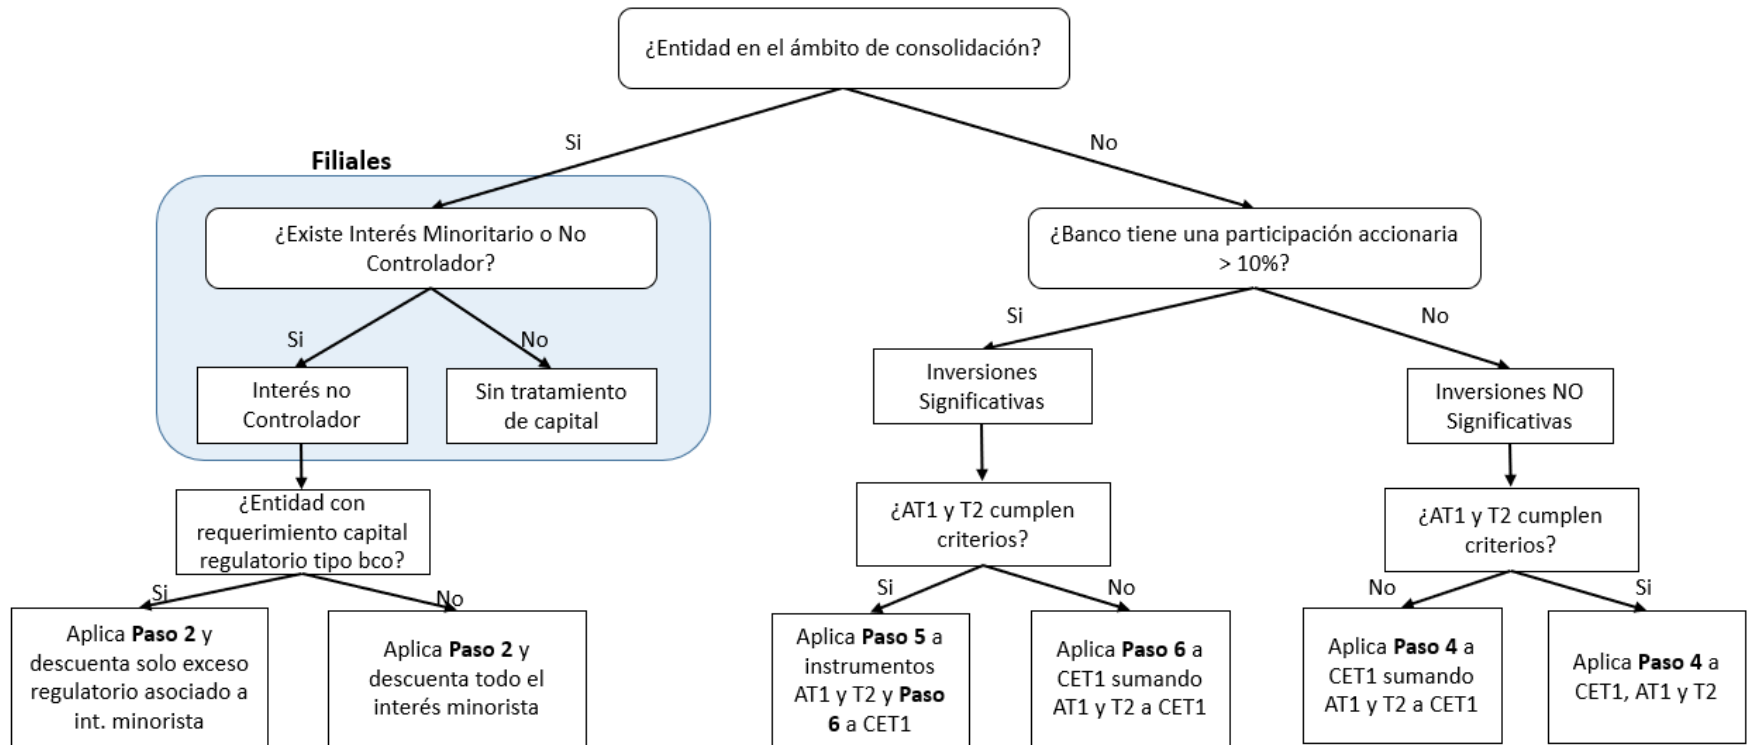 ¿Entidad en el ámbito de consolidación?
Si
No
Filiales
¿Existe Interés Minoritario o No
Controlador?
¿Banco tiene una participación accionaria
> 10%?
Si
No
Si
No
Interés no
Controlador
Sin tratamiento
de capital
Inversiones
Significativas
Inversiones NO
Significativas
¿Entidad con
requerimiento capital
regulatorio tipo bco?
¿AT1 y T2 cumplen
criterios?
¿AT1 y T2 cumplen
criterios?
Si
No
Si
No
No
Si
Aplica Paso 2 y
descuenta solo exceso
regulatorio asociado a
int. minorista
Aplica Paso 2 y
descuenta todo el
interés minorista
Aplica Paso 5 a
instrumentos
AT1 y T2 y Paso
6 a CET1
Aplica Paso 6 a
CET1 sumando
AT1 y T2 a CET1
Aplica Paso 4 a
CET1 sumando
AT1 y T2 a CET1
Aplica Paso 4 a
CET1, AT1 y T2